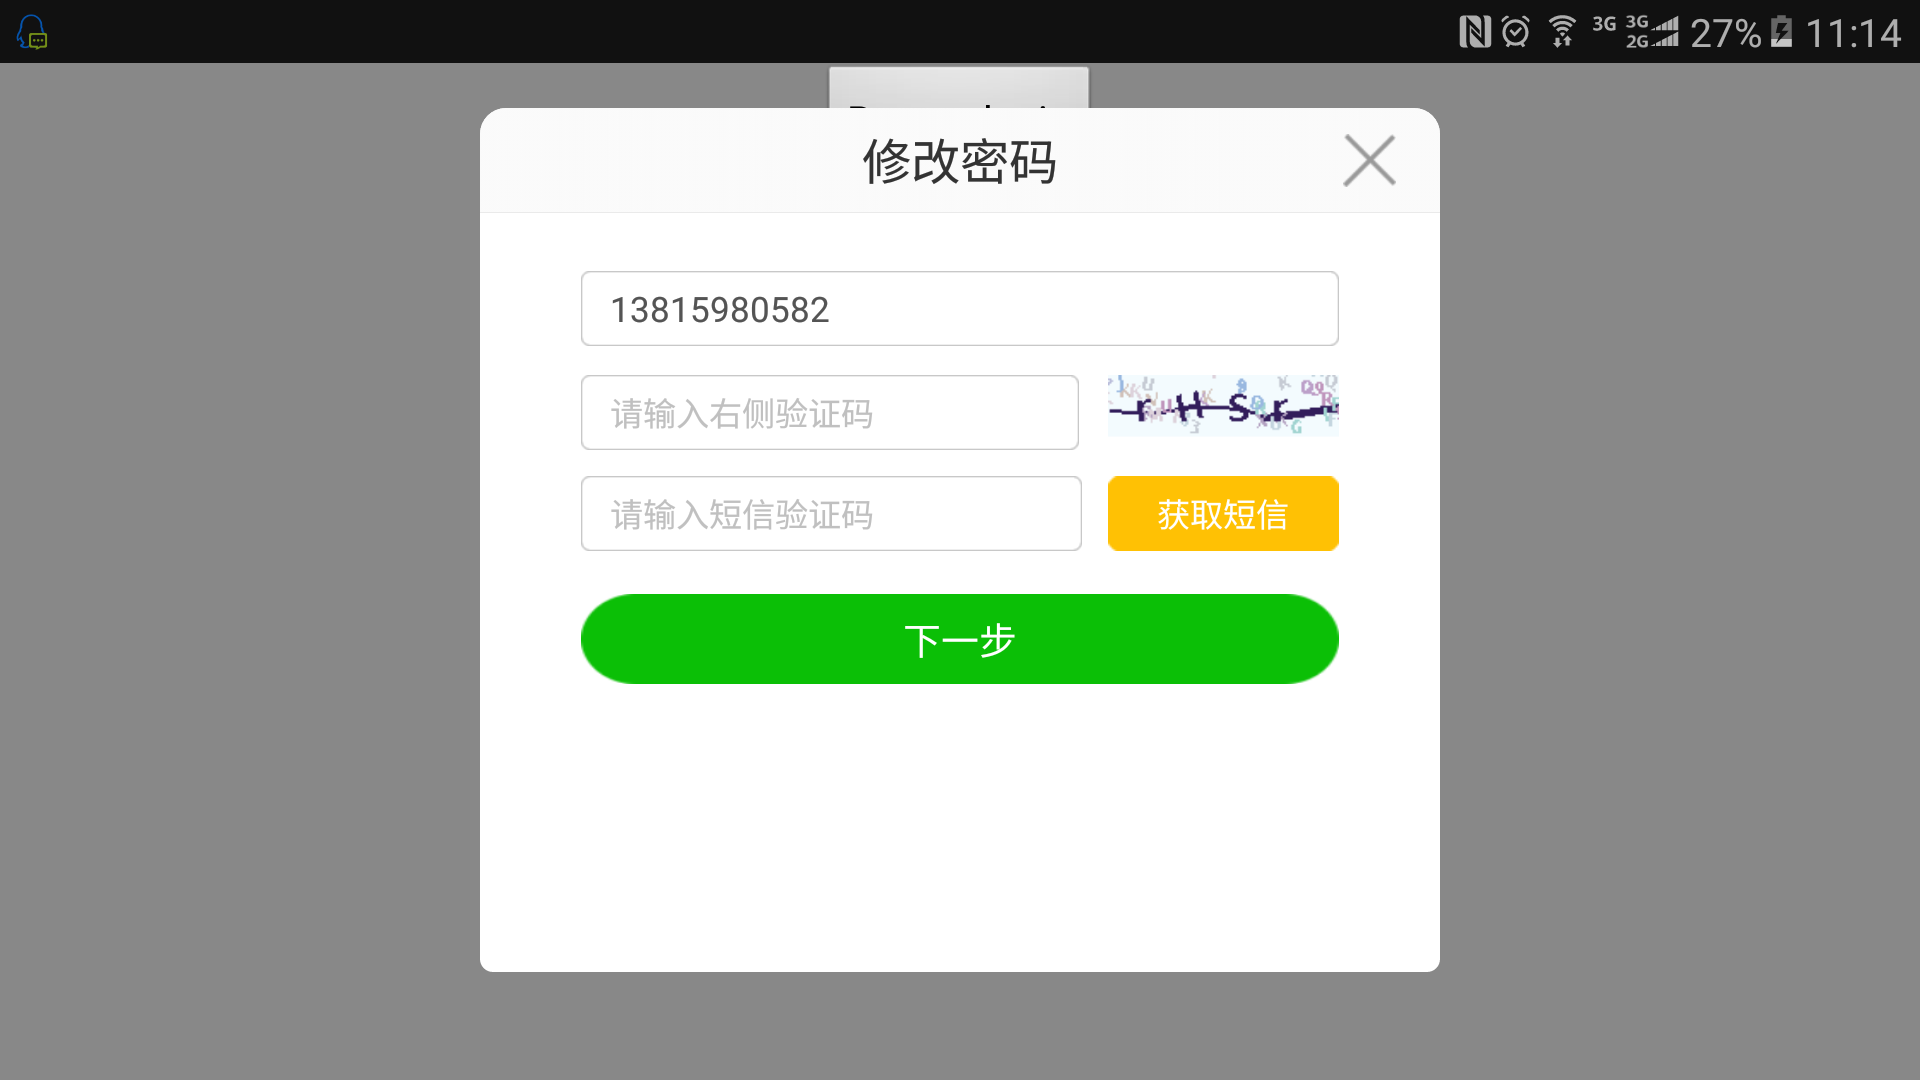 3G 3G 2G 27% 11:14
修改密码
13815980582
请输入右侧验证码
请输入短信验证码 获取短信
下一步